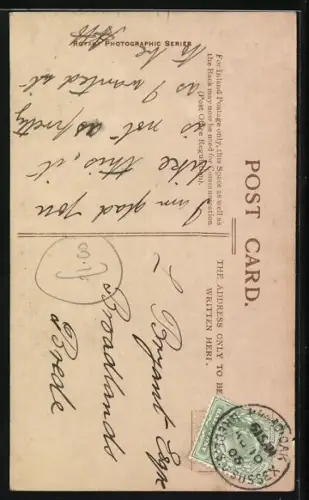 ROTARY PHOTOGRAPHIC SERIES
POST CARD.
For Inland Postage only, this Space as well as
the Back may now be used for Communication
(Post Office Regulation).
THE ADDRESS ONLY TO BE
WRITTEN HERE.
I am glad you
like this, it
is not as pretty
as I wanted it
to be
L Bryant Esqr
Broadlands
Brede
SUSSEX